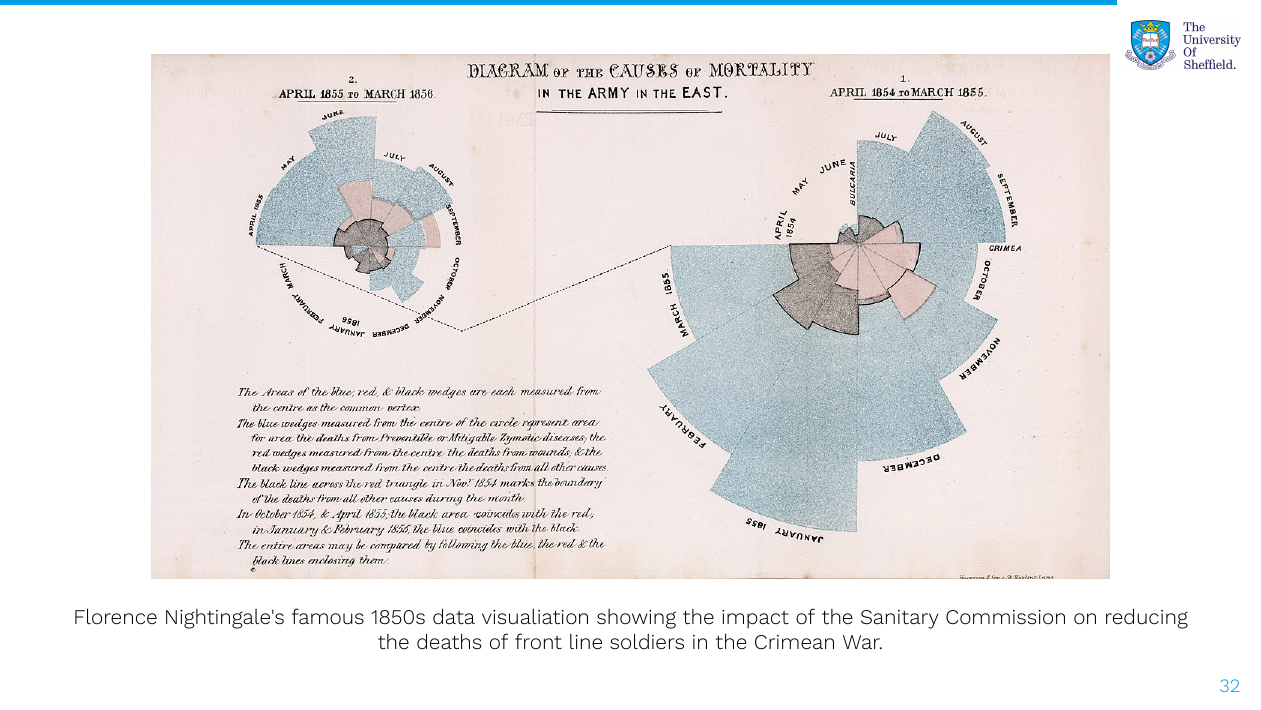 The
University
Of
Sheffield.
DIAGRAM OF THE CAUSES OF MORTALITY
IN THE ARMY IN THE EAST.
2.
APRIL 1855 TO MARCH 1856.
1.
APRIL 1854 TO MARCH 1855.
JUNE
MAY
JULY
AUGUST
APRIL 1855
SEPTEMBER
OCTOBER
NOVEMBER
DECEMBER
JANUARY
1856
FEBRUARY
MARCH
APRIL
1854
MAY
JUNE
BULGARIA
JULY
AUGUST
SEPTEMBER
CRIMEA
OCTOBER
NOVEMBER
DECEMBER
JANUARY 1855
FEBRUARY
MARCH 1855
The Areas of the blue, red, & black wedges are each measured from
the centre as the common vertex.
The blue wedges measured from the centre of the circle represent area
for area the deaths from Preventible or Mitigable Zymotic diseases; the
red wedges measured from the centre the deaths from wounds; & the
black wedges measured from the centre the deaths from all other causes.
The black line across the red triangle in Novr. 1854 marks the boundary
of the deaths from all other causes during the month.
In October 1854, & April 1855; the black area coincides with the red;
in January & February 1855, the blue coincides with the black.
The entire areas may be compared by following the blue, the red & the
black lines enclosing them.
Florence Nightingale's famous 1850s data visualiation showing the impact of the Sanitary Commission on reducing
the deaths of front line soldiers in the Crimean War.
32